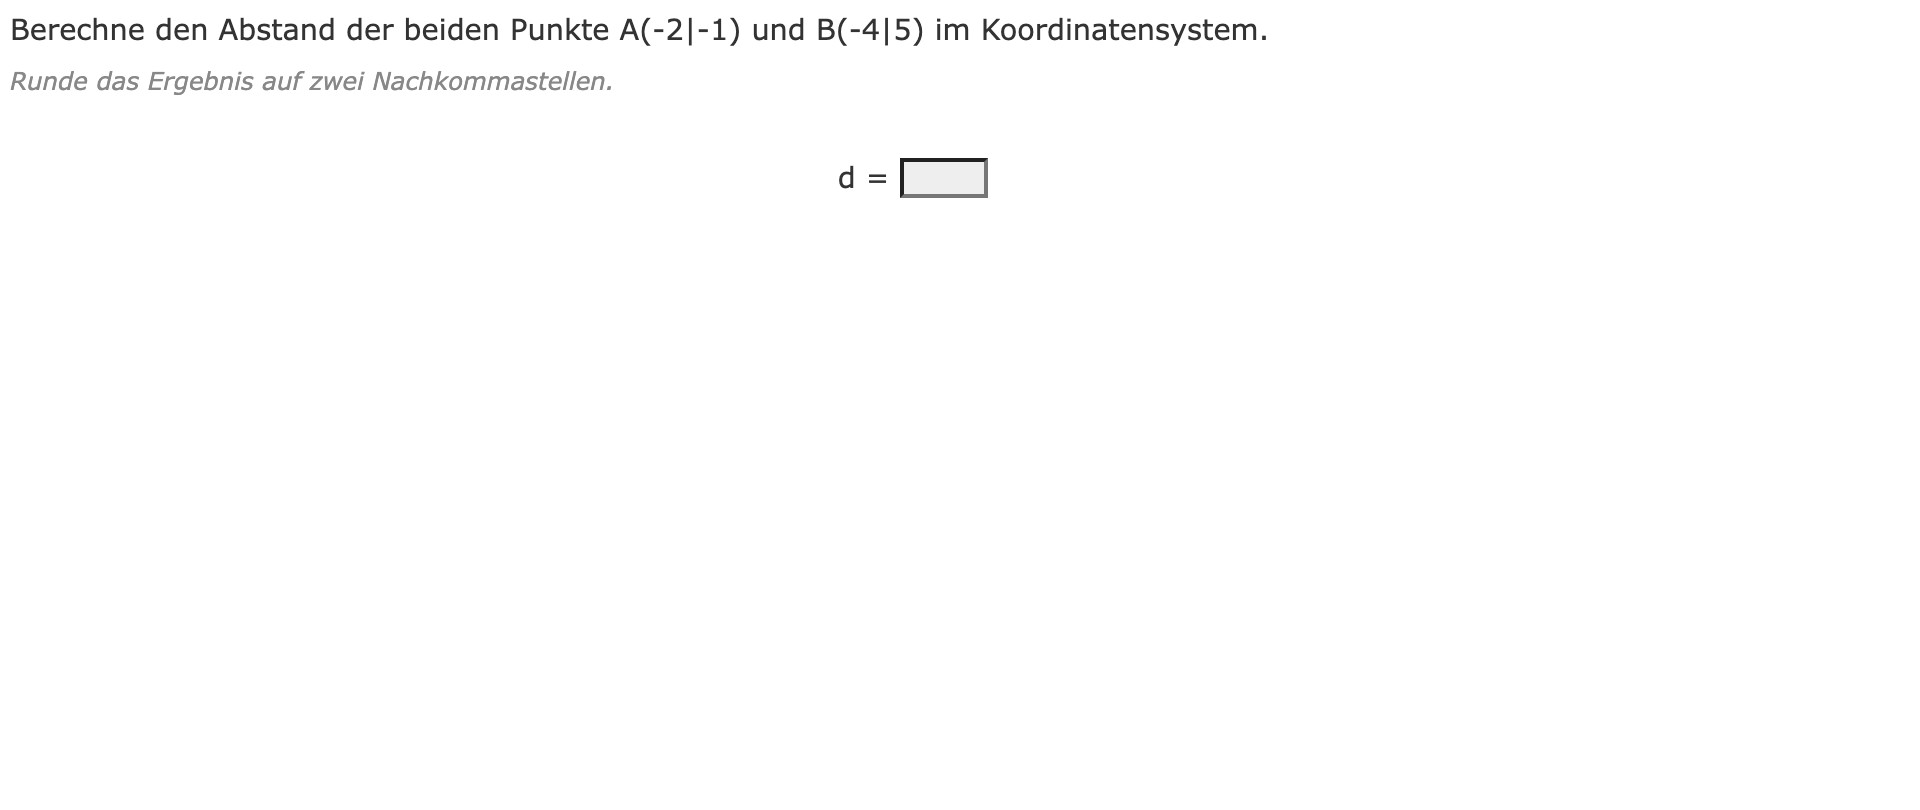 Berechne den Abstand der beiden Punkte A(-2|-1) und B(-4|5) im Koordinatensystem.
Runde das Ergebnis auf zwei Nachkommastellen.
d =